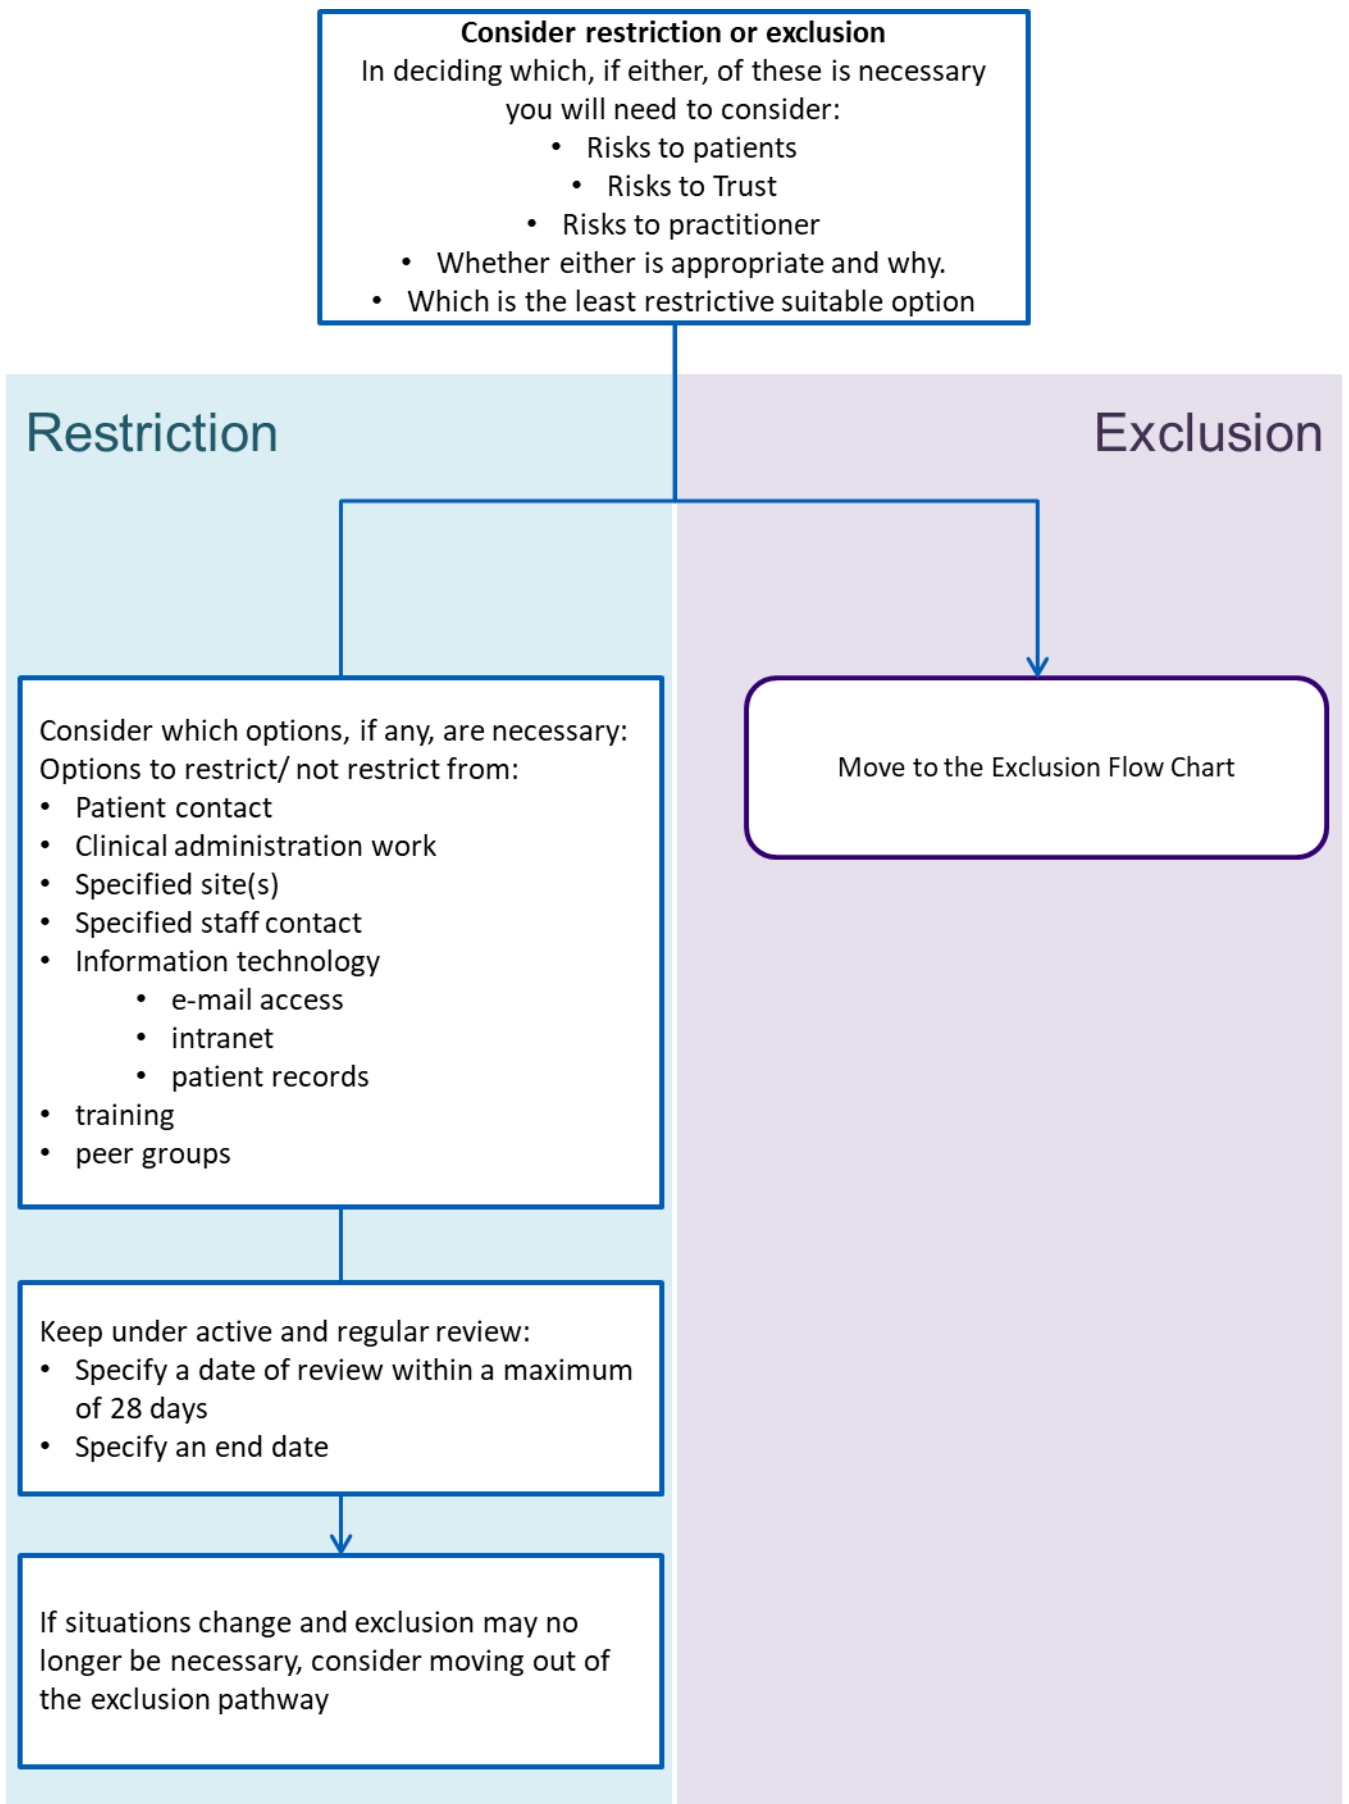 Consider restriction or exclusion
In deciding which, if either, of these is necessary
you will need to consider:
• Risks to patients
• Risks to Trust
• Risks to practitioner
• Whether either is appropriate and why.
• Which is the least restrictive suitable option
Restriction
Exclusion
Consider which options, if any, are necessary:
Options to restrict/ not restrict from:
• Patient contact
• Clinical administration work
• Specified site(s)
• Specified staff contact
• Information technology
• e-mail access
• intranet
• patient records
• training
• peer groups
Move to the Exclusion Flow Chart
Keep under active and regular review:
• Specify a date of review within a maximum
of 28 days
• Specify an end date
If situations change and exclusion may no
longer be necessary, consider moving out of
the exclusion pathway